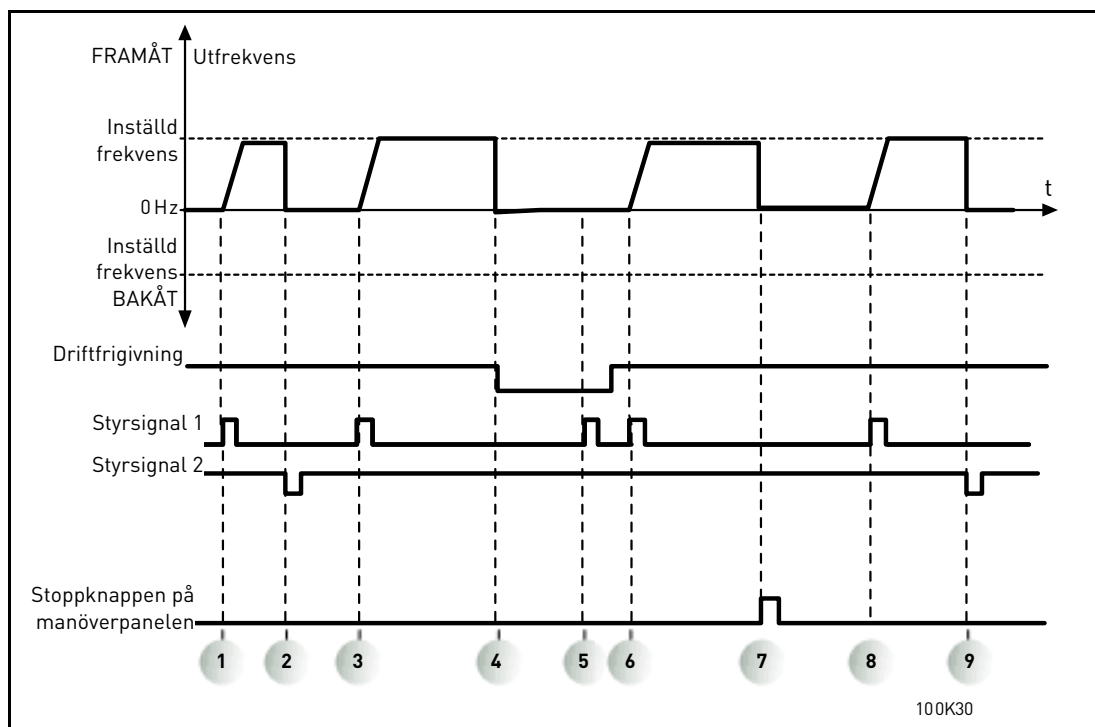 FRAMÅT
Utfrekvens
Inställd
frekvens
0 Hz
t
Inställd
frekvens
BAKÅT
Driftfrigivning
Styrsignal 1
Styrsignal 2
Stoppknappen på
manöverpanelen
1 2 3 4 5 6 7 8 9
100K30